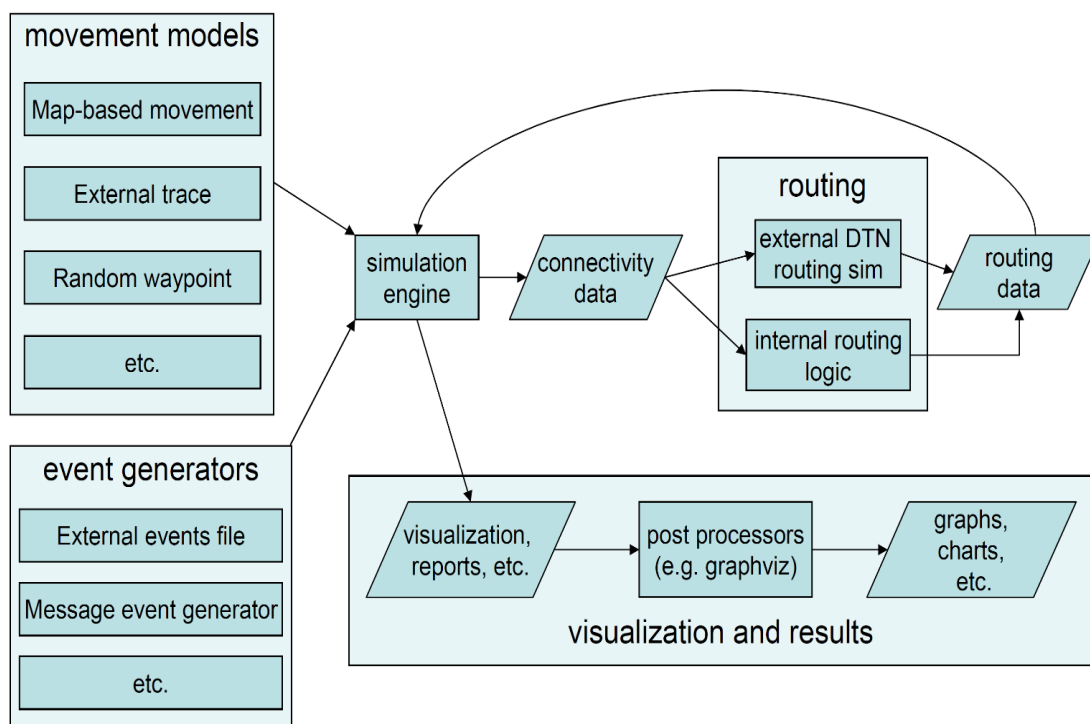 movement models
Map-based movement
External trace
Random waypoint
etc.
event generators
External events file
Message event generator
etc.
simulation
engine
connectivity
data
routing
external DTN
routing sim
internal routing
logic
routing
data
visualization,
reports, etc.
post processors
(e.g. graphviz)
graphs,
charts,
etc.
visualization and results